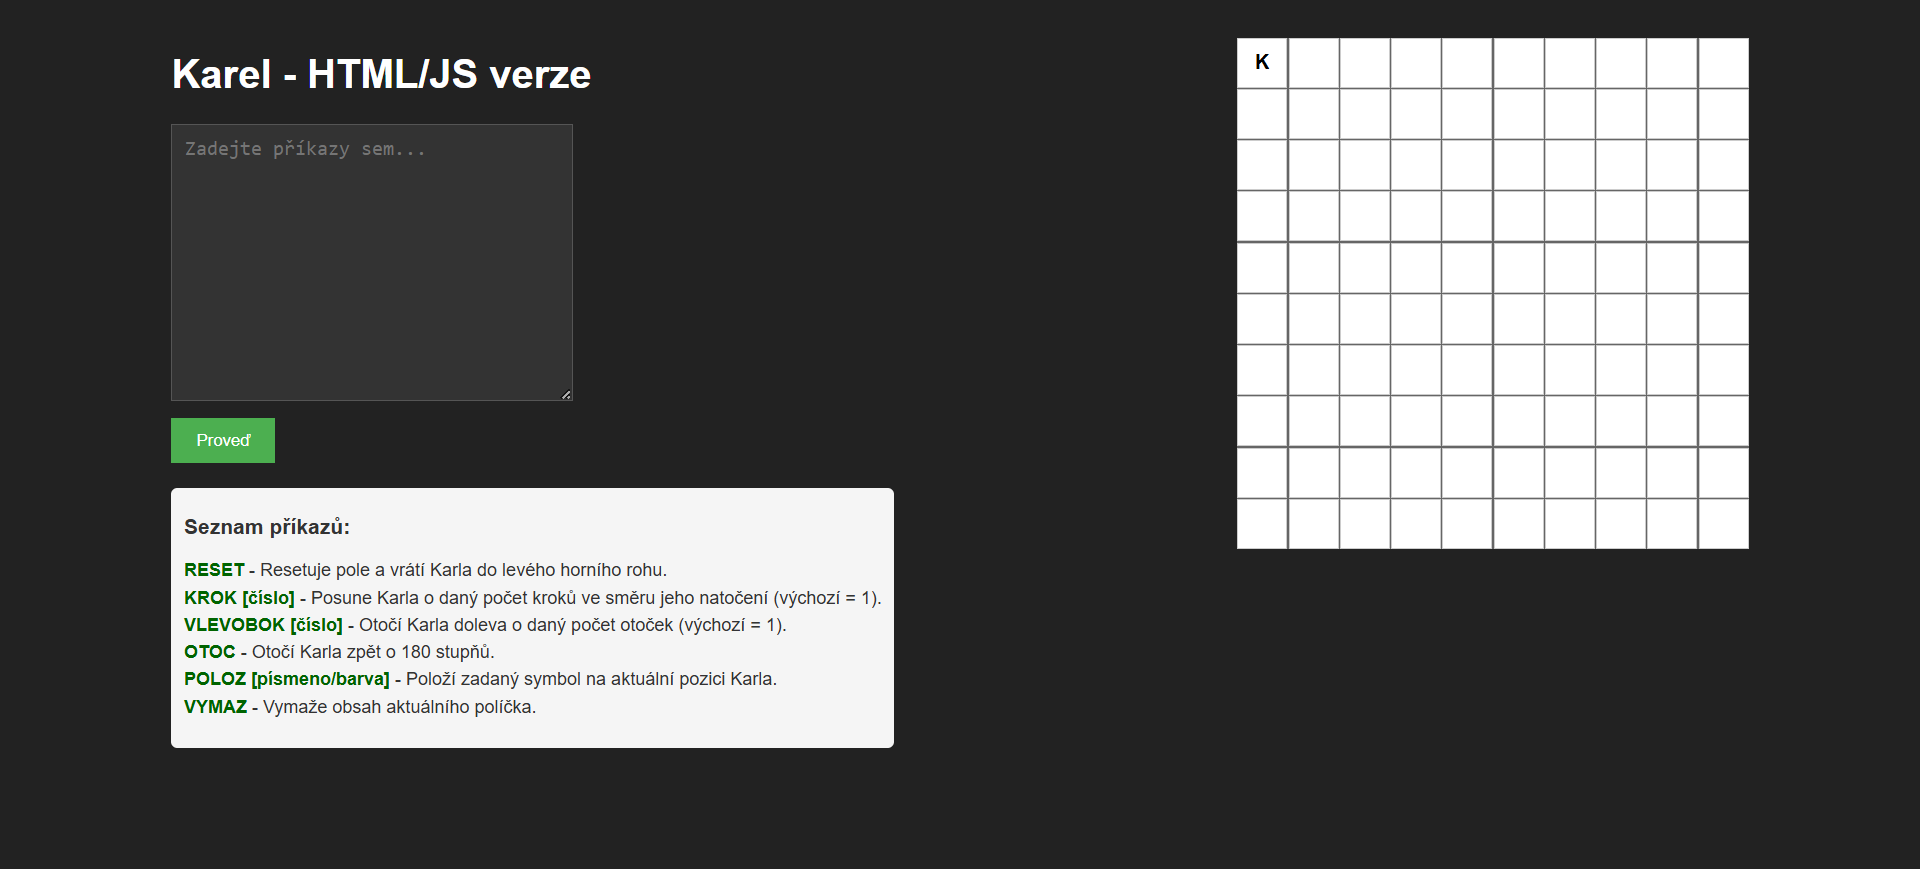 Karel - HTML/JS verze
K
Zadejte příkazy sem...
Proveď
Seznam příkazů:
RESET - Resetuje pole a vrátí Karla do levého horního rohu.
KROK [číslo] - Posune Karla o daný počet kroků ve směru jeho natočení (výchozí = 1).
VLEVOBOK [číslo] - Otočí Karla doleva o daný počet otoček (výchozí = 1).
OTOC - Otočí Karla zpět o 180 stupňů.
POLOZ [písmeno/barva] - Položí zadaný symbol na aktuální pozici Karla.
VYMAZ - Vymaže obsah aktuálního políčka.